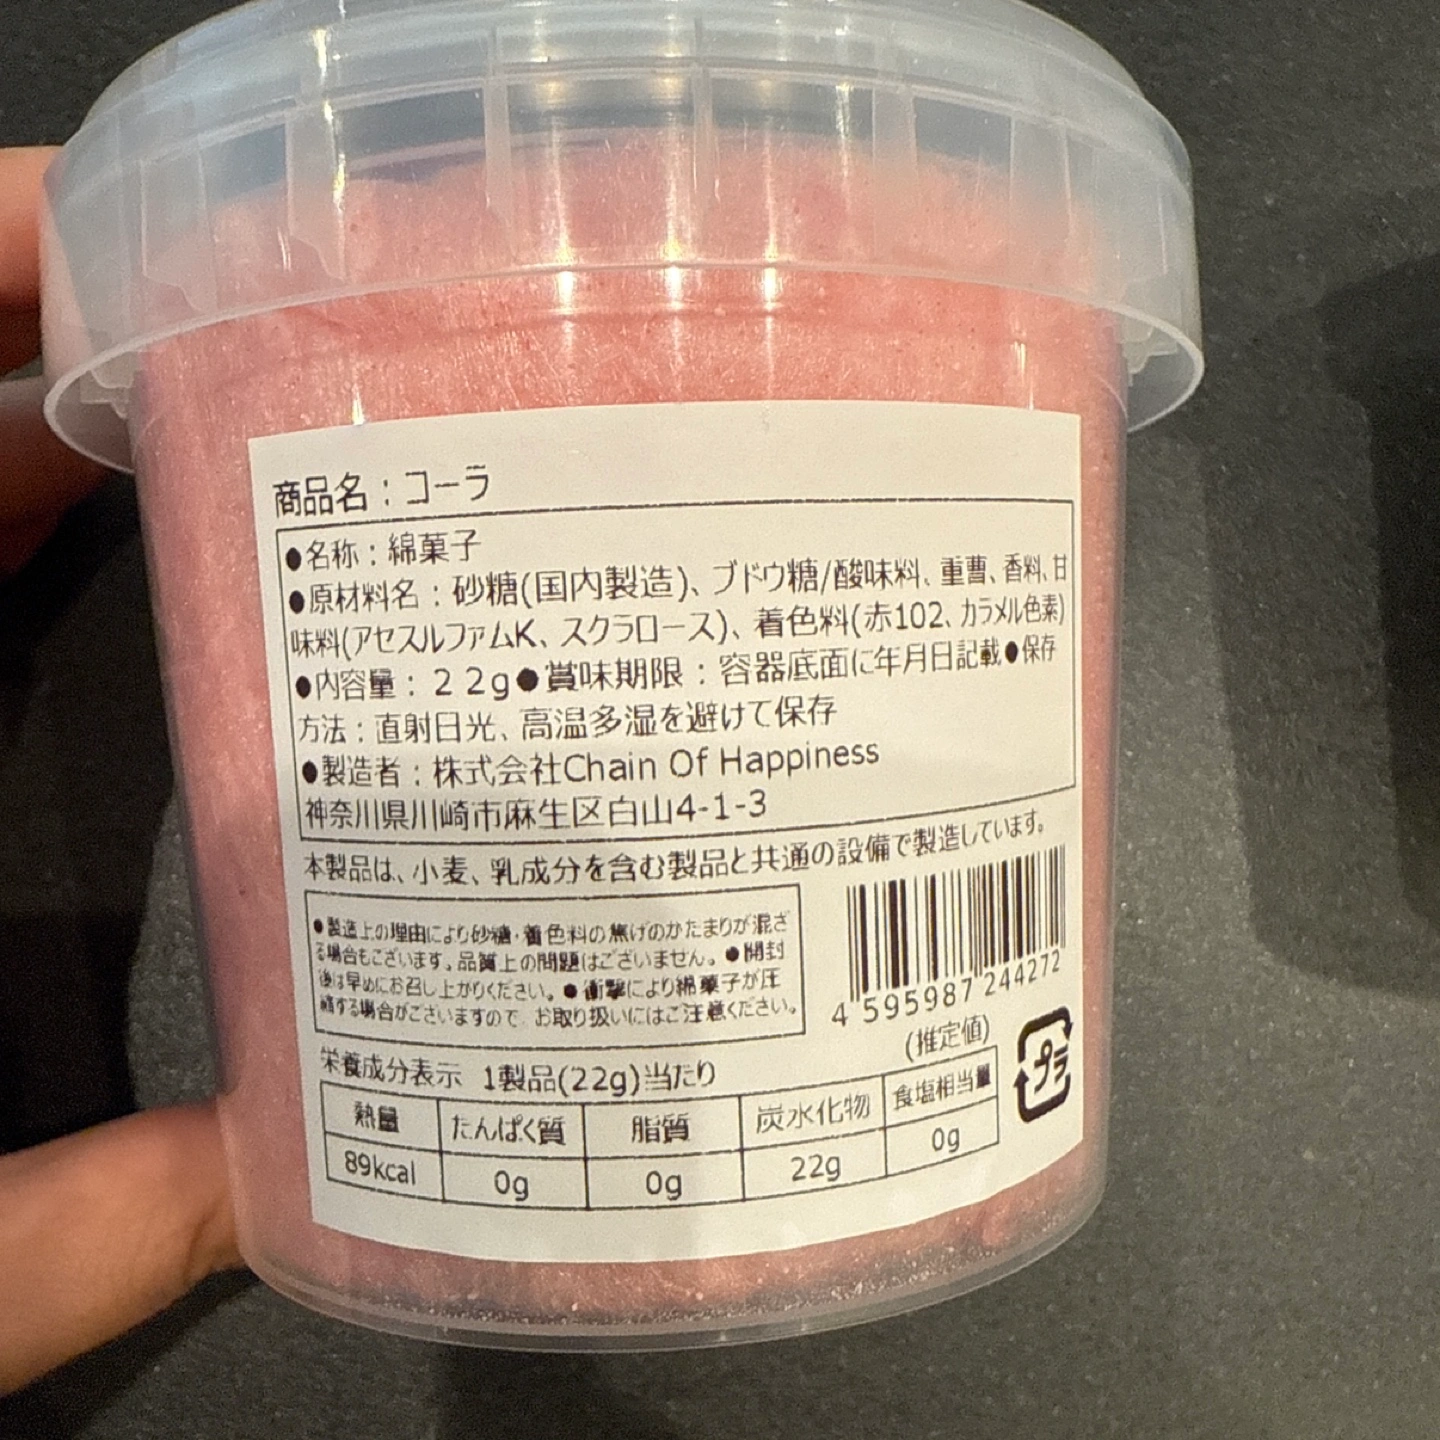 商品名：コーラ
●名称：綿菓子
●原材料名：砂糖(国内製造)、ブドウ糖/酸味料、重曹、香料、甘
味料(アセスルファムK、スクラロース)、着色料(赤102、カラメル色素)
●内容量：２２g●賞味期限：容器底面に年月日記載●保存
方法：直射日光、高温多湿を避けて保存
●製造者：株式会社Chain Of Happiness
神奈川県川崎市麻生区白山4-1-3
本製品は、小麦、乳成分を含む製品と共通の設備で製造しています。
●製造上の理由により砂糖・着色料の焦げのかたまりが混ざ
る場合もございます。品質上の問題はございません。●開封
後は早めにお召し上がりください。●衝撃により綿菓子が圧
縮する場合がございますので、お取り扱いにはご注意ください。
4 595987 244272
栄養成分表示 1製品(22g)当たり (推定値)
プラ
熱量 たんぱく質 脂質 炭水化物 食塩相当量
89kcal 0g 0g 22g 0g